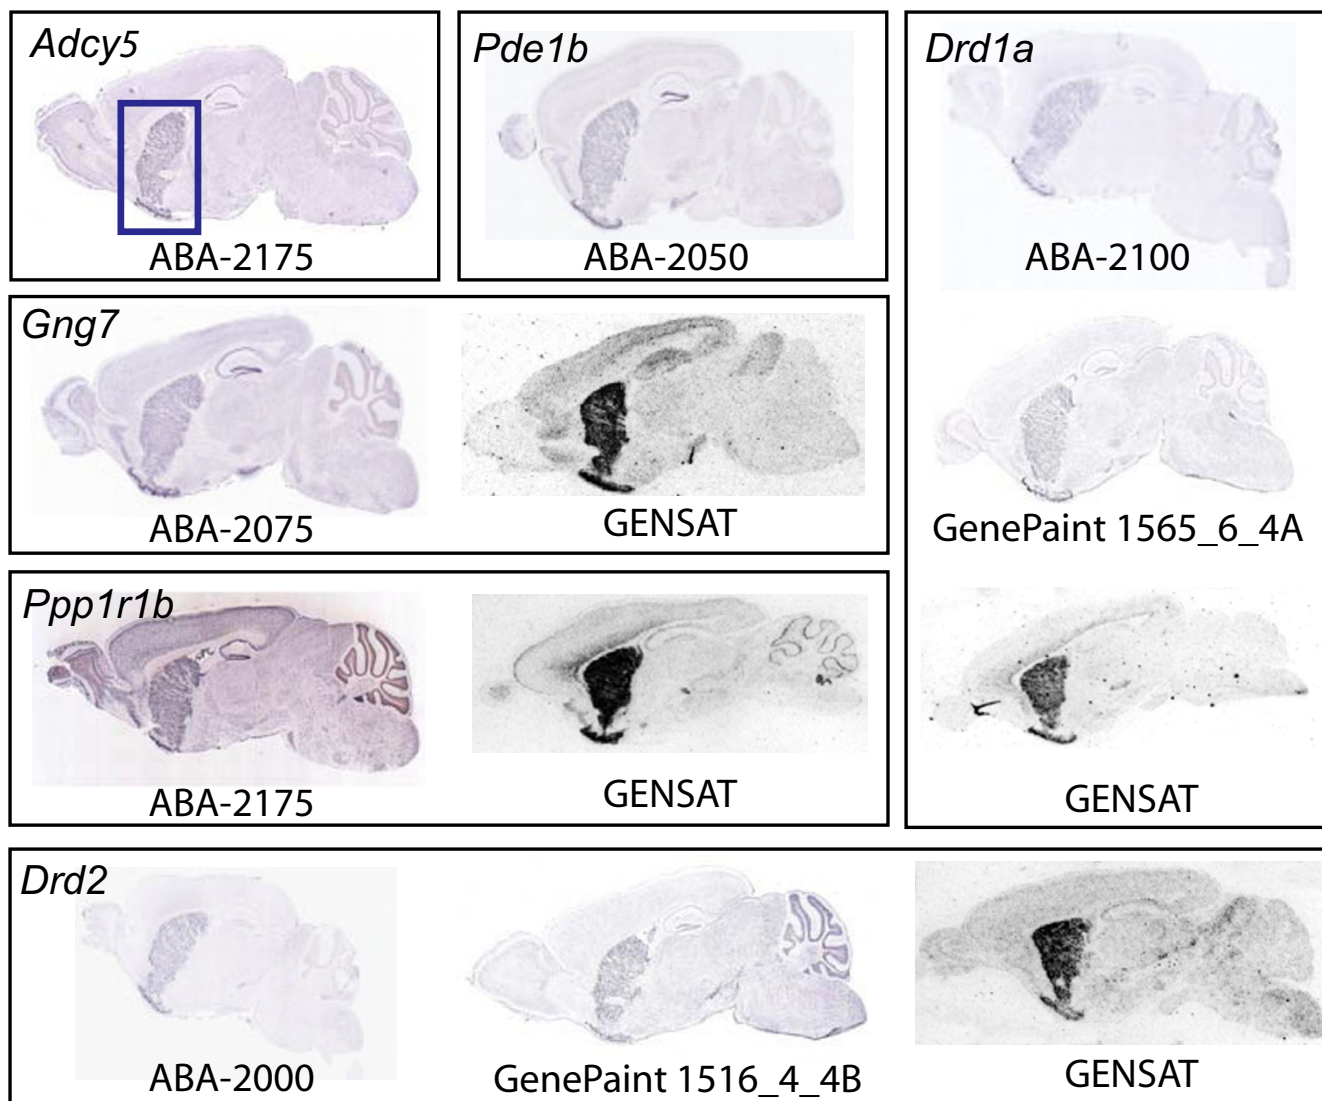 Adcy5
ABA-2175
Pde1b
ABA-2050
Drd1a
ABA-2100
GenePaint 1565_6_4A
GENSAT
Gng7
ABA-2075
GENSAT
Ppp1r1b
ABA-2175
GENSAT
Drd2
ABA-2000
GenePaint 1516_4_4B
GENSAT